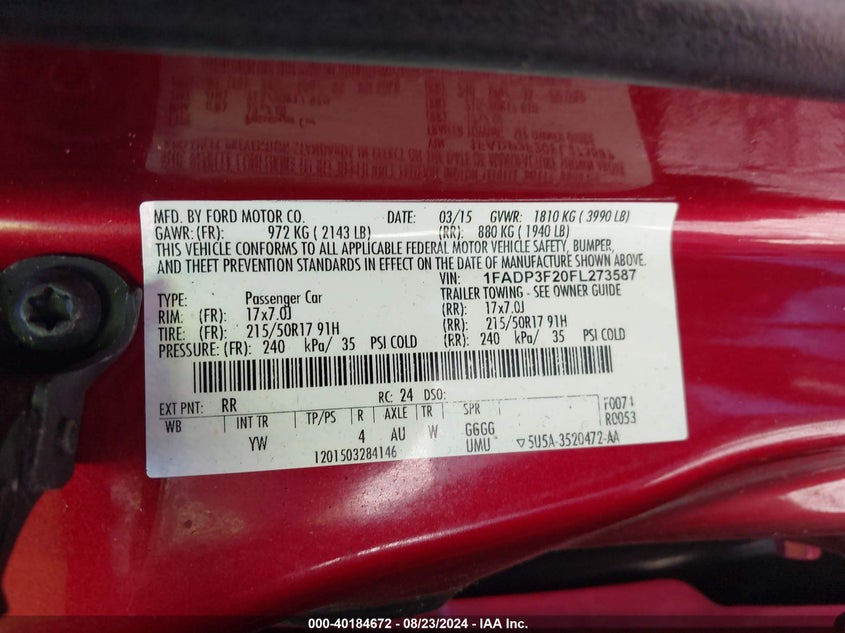 MFD. BY FORD MOTOR CO. DATE: 03/15 GVWR: 1810 KG ( 3990 LB)
GAWR: (FR): 972 KG ( 2143 LB) (RR): 880 KG ( 1940 LB)
THIS VEHICLE CONFORMS TO ALL APPLICABLE FEDERAL MOTOR VEHICLE SAFETY, BUMPER,
AND THEFT PREVENTION STANDARDS IN EFFECT ON THE DATE OF MANUFACTURE SHOWN ABOVE.
VIN: 1FADP3F20FL273587
TYPE: Passenger Car TRAILER TOWING - SEE OWNER GUIDE
RIM: (FR): 17x7.0J (RR): 17x7.0J
TIRE: (FR): 215/50R17 91H (RR): 215/50R17 91H
PRESSURE: (FR): 240 kPa/ 35 PSI COLD (RR): 240 kPa/ 35 PSI COLD
EXT PNT: RR RC: 24 DSO: F0071
WB INT TR TP/PS R AXLE TR SPR R0053
YW 4 AU W G6GG
1201503284146 UMU 5U5A-3520472-AA
000-40184672 - 08/23/2024 - IAA Inc.